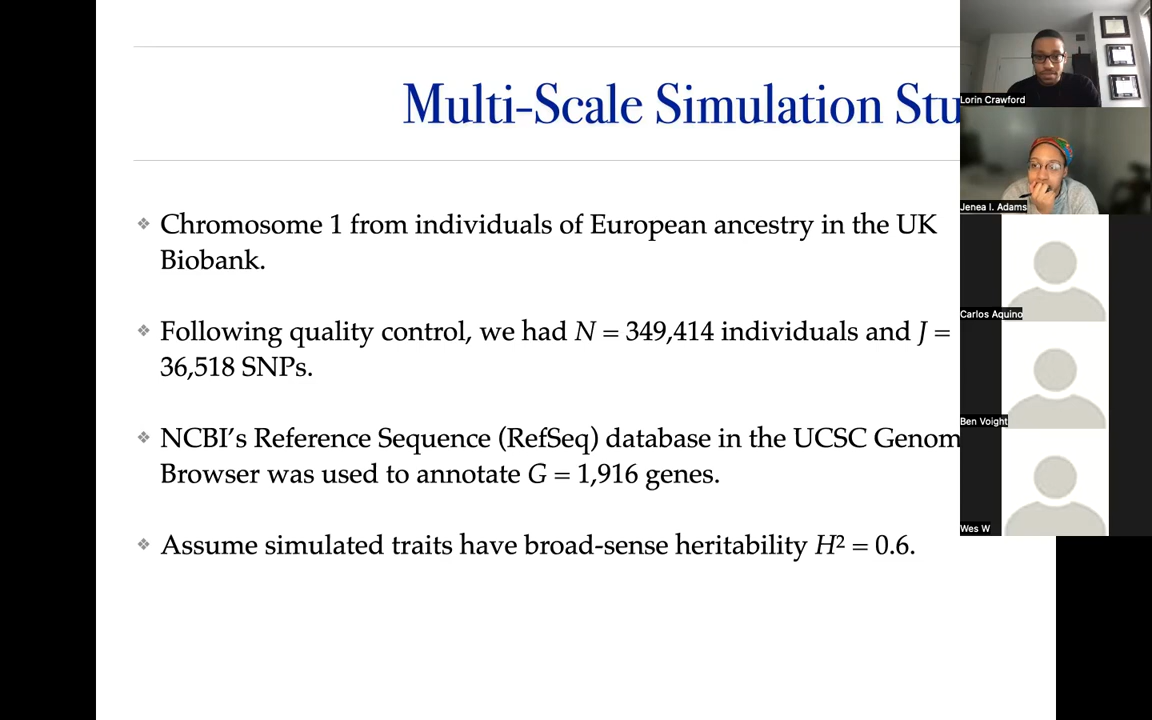 Multi-Scale Simulation Stu
❖ Chromosome 1 from individuals of European ancestry in the UK
Biobank.
❖ Following quality control, we had N = 349,414 individuals and J =
36,518 SNPs.
❖ NCBI’s Reference Sequence (RefSeq) database in the UCSC Genom
Browser was used to annotate G = 1,916 genes.
❖ Assume simulated traits have broad-sense heritability H² = 0.6.
Lorin Crawford
Jenea I. Adams
Carlos Aquino
Ben Voight
Wes W